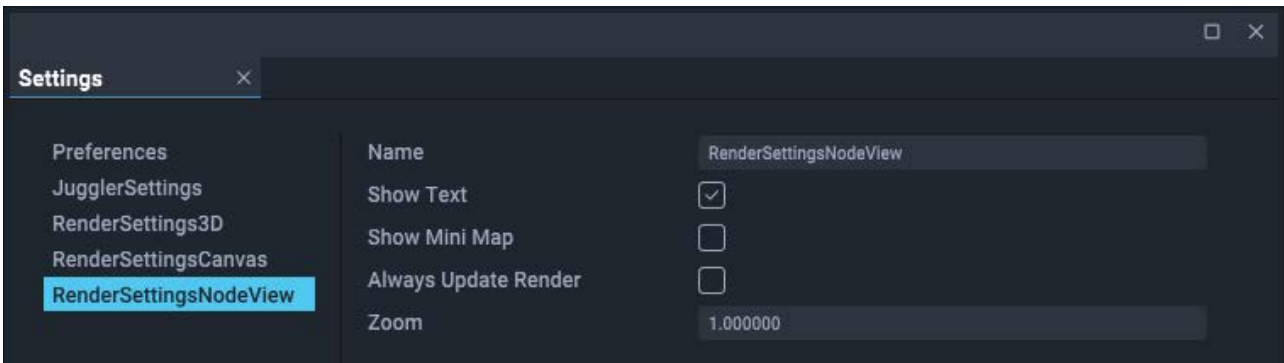 Settings
Preferences
JugglerSettings
RenderSettings3D
RenderSettingsCanvas
RenderSettingsNodeView
Name RenderSettingsNodeView
Show Text
Show Mini Map
Always Update Render
Zoom 1.000000